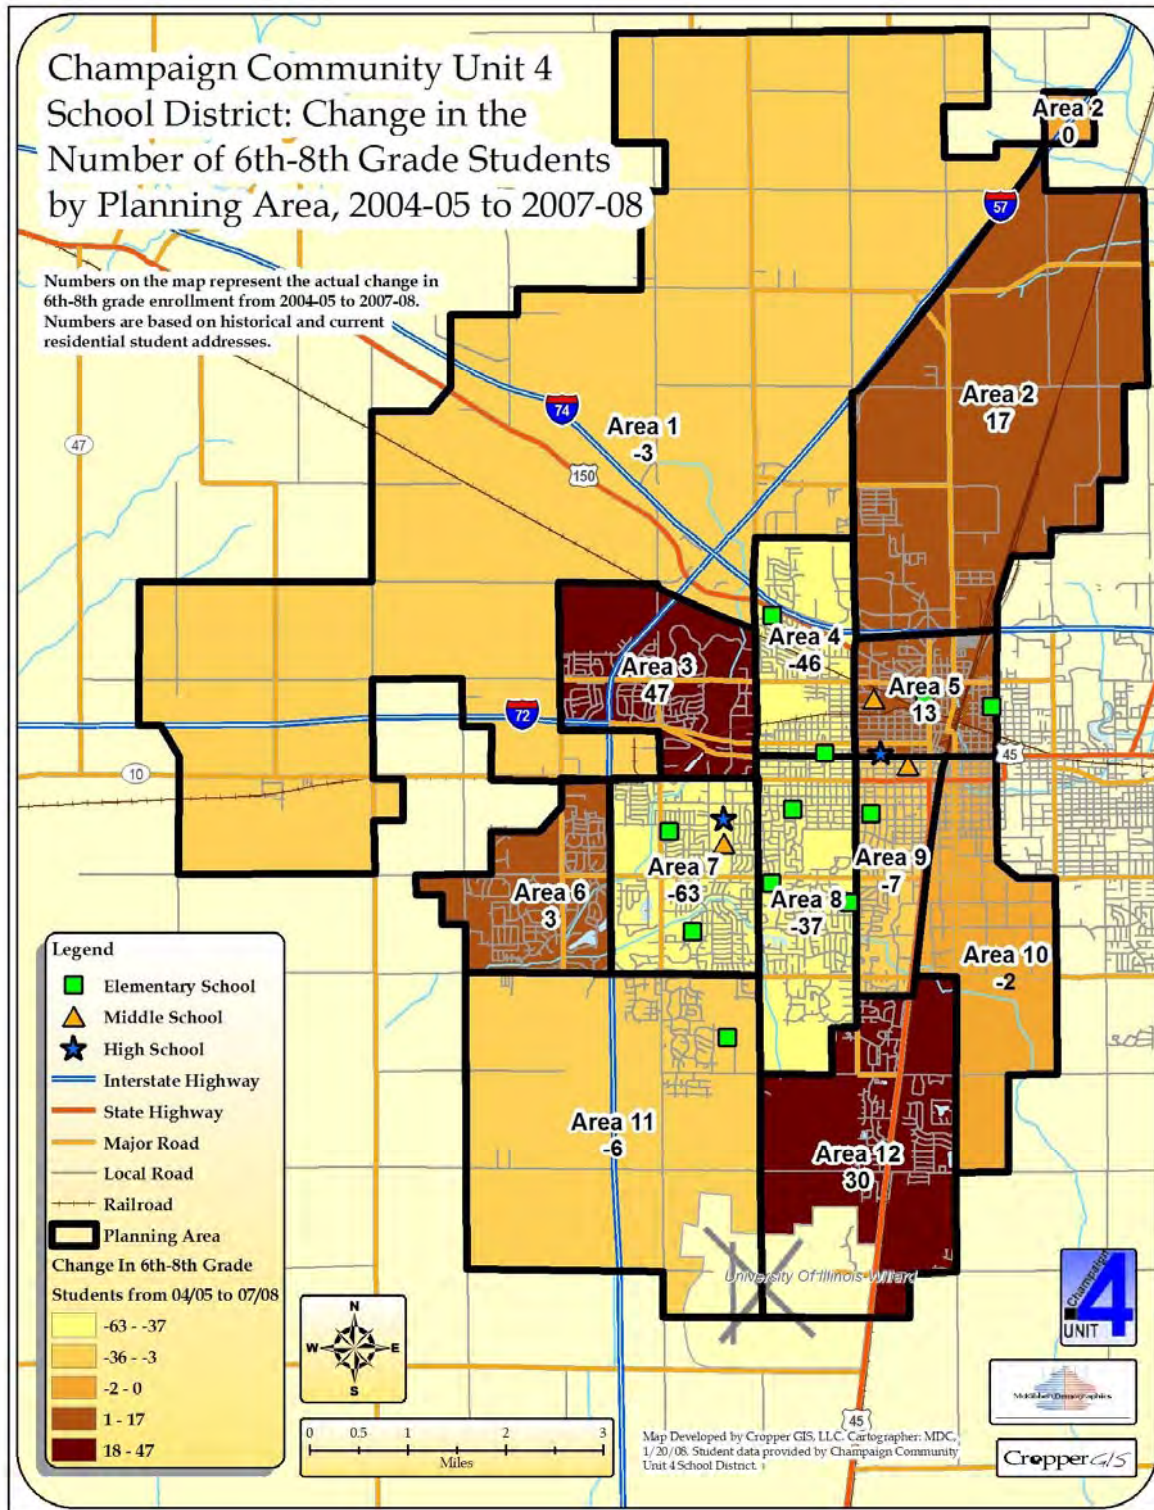 Champaign Community Unit 4
School District: Change in the
Number of 6th-8th Grade Students
by Planning Area, 2004-05 to 2007-08
Numbers on the map represent the actual change in
6th-8th grade enrollment from 2004-05 to 2007-08.
Numbers are based on historical and current
residential student addresses.
Area 2
0
57
Area 2
17
74
Area 1
-3
47
150
Area 4
-46
Area 3
47
Area 5
13
72
10
45
Area 9
-7
Area 7
-63
Area 6
3
Area 8
-37
Area 10
-2
Area 11
-6
Area 12
30
University Of Illinois Willard
Legend
Elementary School
Middle School
High School
Interstate Highway
State Highway
Major Road
Local Road
Railroad
Planning Area
Change In 6th-8th Grade
Students from 04/05 to 07/08
-63 - -37
-36 - -3
-2 - 0
1 - 17
18 - 47
N
W E
S
0 0.5 1 2 3
Miles
45
Map Developed by Cropper GIS, LLC. Cartographer: MDC,
1/20/08. Student data provided by Champaign Community
Unit 4 School District.
Champaign
4
UNIT
McKibben Demographics
Cropper GIS